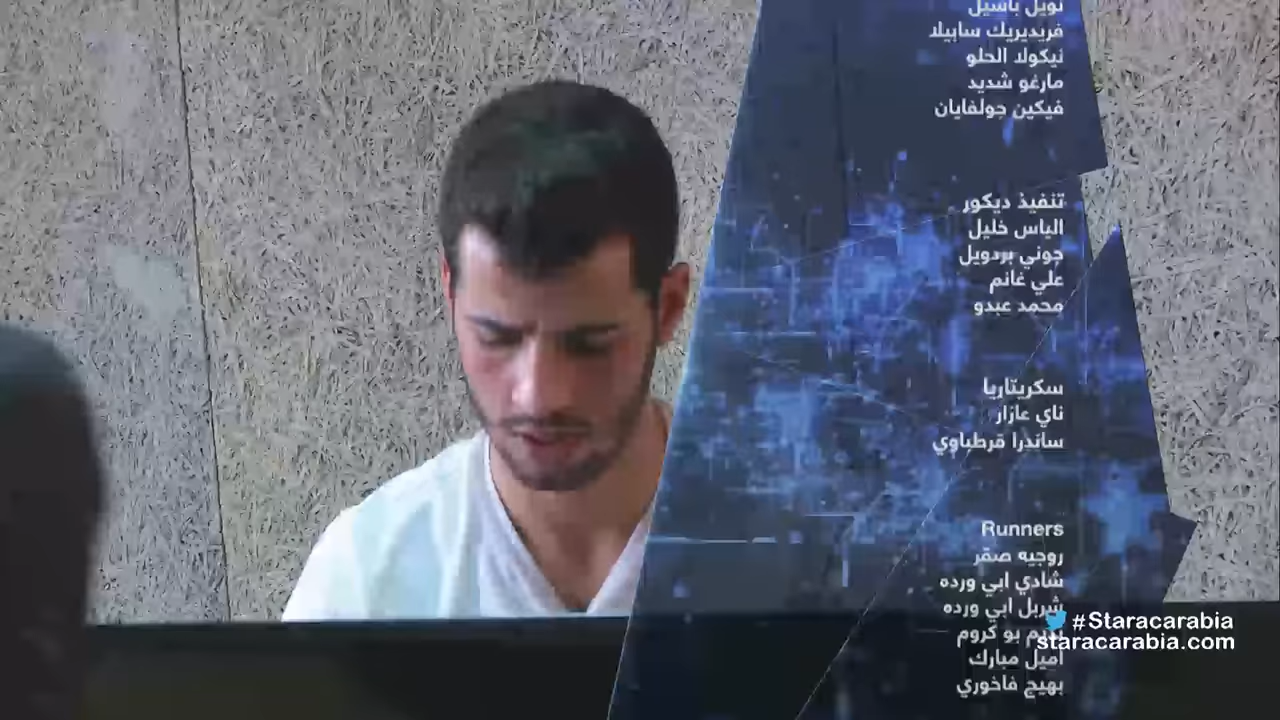 نويل باسيل
فريديريك سابيلا
نيكولا الحلو
مارغو شديد
فيكين جولفايان
تنفيذ ديكور
الياس خليل
جوني بردويل
علي غانم
محمد عبدو
سكريتاريا
ناي عازار
ساندرا قرطباوي
Runners
روجيه صقر
شادي ابي ورده
شربل ابي ورده
#Staracarabia
نديم بو كروم
staracarabia.com
اميل مبارك
بهيج فاخوري